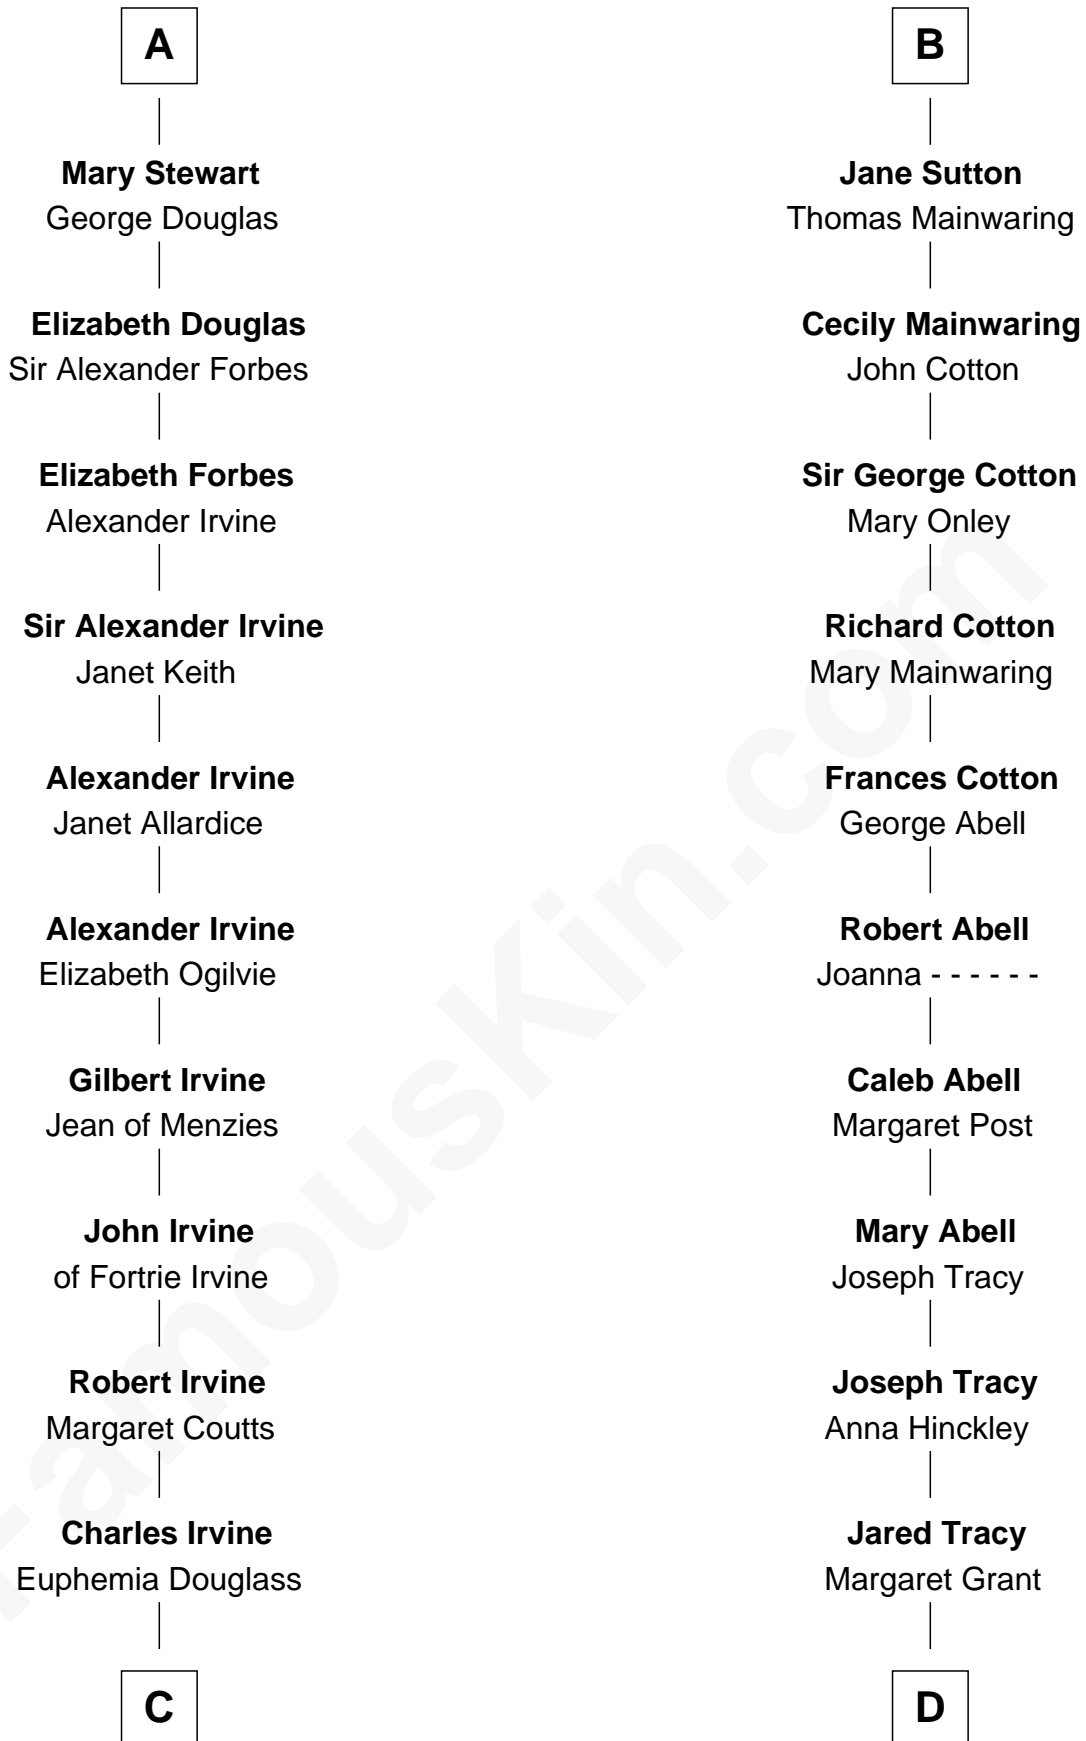 A
Mary Stewart
George Douglas
Elizabeth Douglas
Sir Alexander Forbes
Elizabeth Forbes
Alexander Irvine
Sir Alexander Irvine
Janet Keith
Alexander Irvine
Janet Allardice
Alexander Irvine
Elizabeth Ogilvie
Gilbert Irvine
Jean of Menzies
John Irvine
of Fortrie Irvine
Robert Irvine
Margaret Coutts
Charles Irvine
Euphemia Douglass
C
B
Jane Sutton
Thomas Mainwaring
Cecily Mainwaring
John Cotton
Sir George Cotton
Mary Onley
Richard Cotton
Mary Mainwaring
Frances Cotton
George Abell
Robert Abell
Joanna - - - - - -
Caleb Abell
Margaret Post
Mary Abell
Joseph Tracy
Joseph Tracy
Anna Hinckley
Jared Tracy
Margaret Grant
D
FamousKin.com